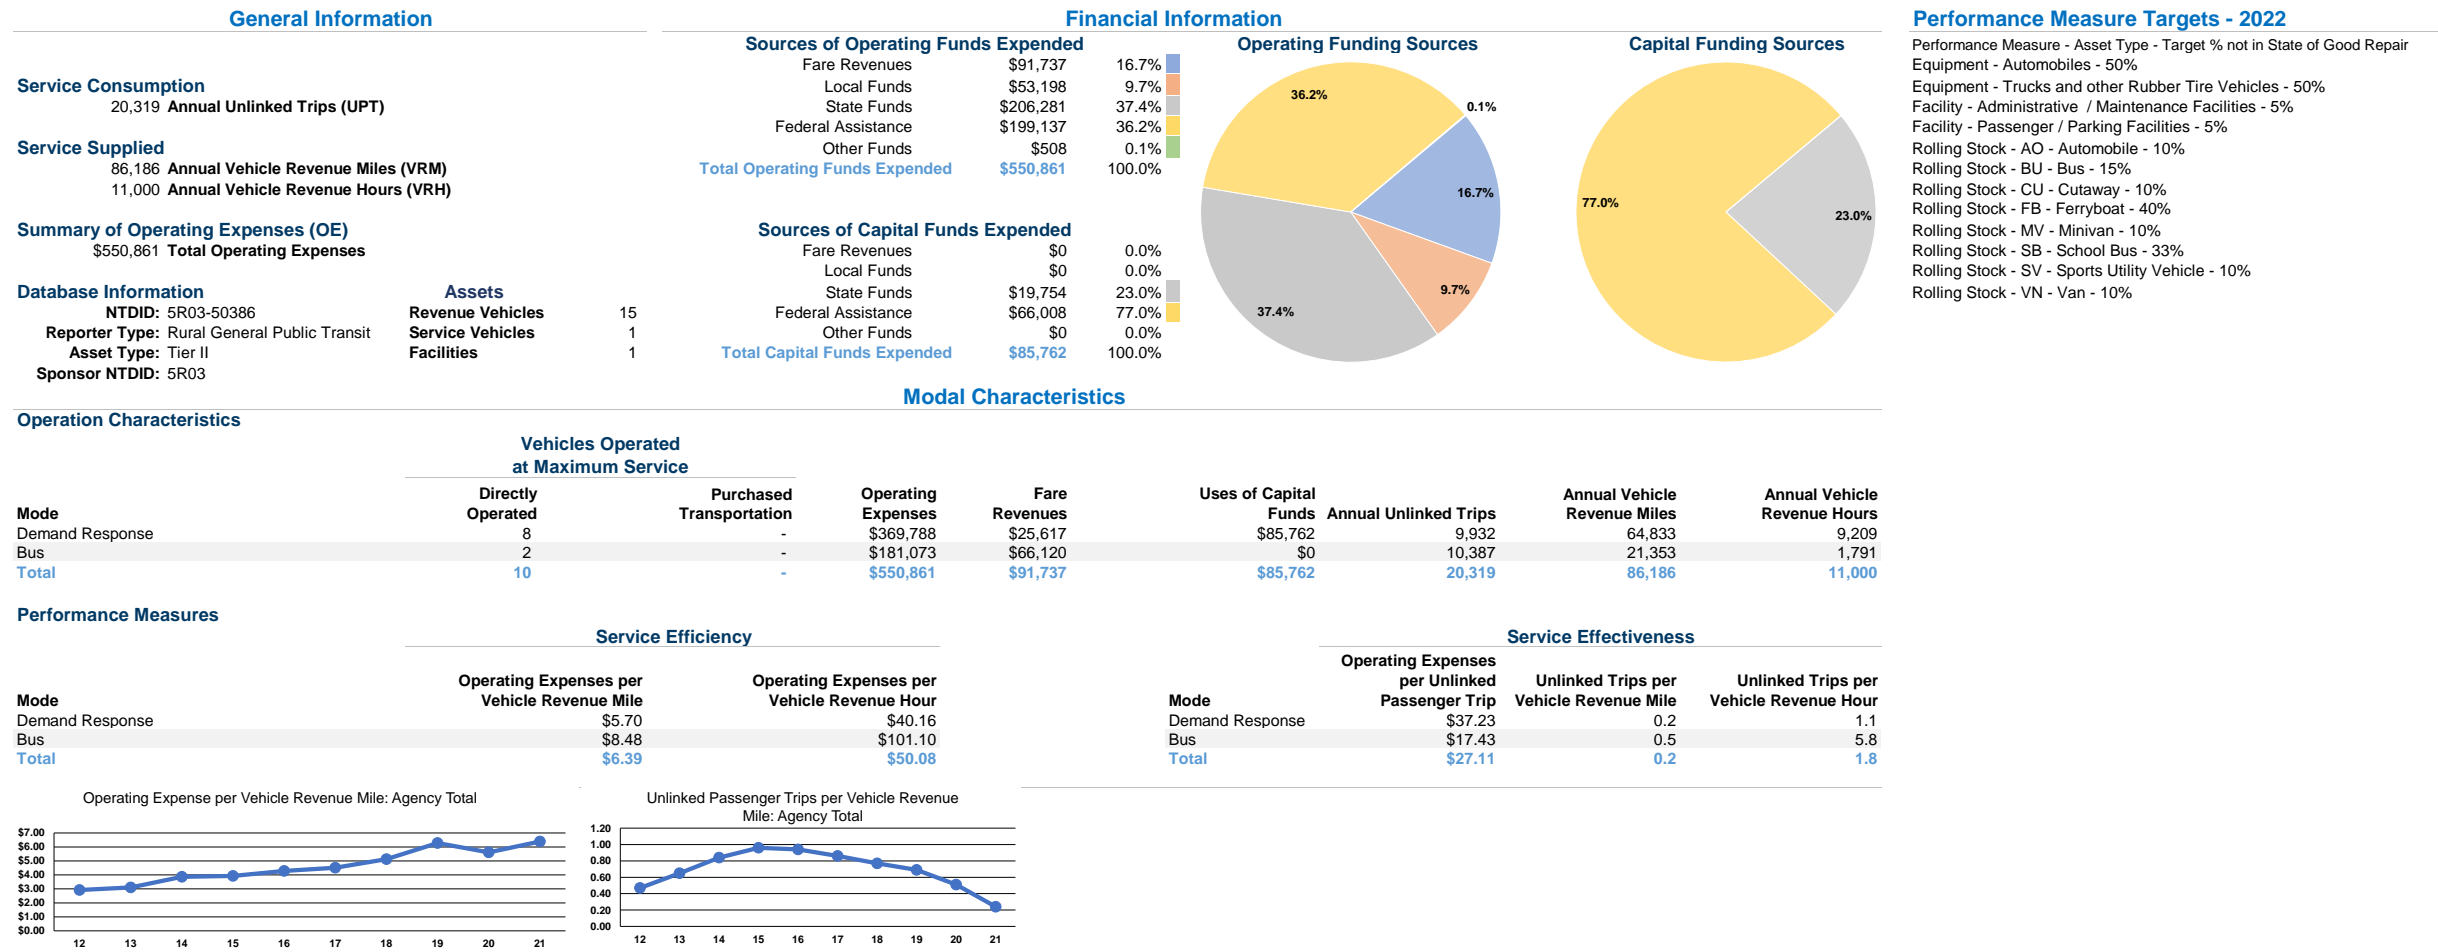 General Information
Service Consumption
20,319 Annual Unlinked Trips (UPT)
Service Supplied
86,186 Annual Vehicle Revenue Miles (VRM)
11,000 Annual Vehicle Revenue Hours (VRH)
Summary of Operating Expenses (OE)
$550,861 Total Operating Expenses
Database Information
NTDID: 5R03-50386
Reporter Type: Rural General Public Transit
Asset Type: Tier II
Sponsor NTDID: 5R03
Assets
Revenue Vehicles 15
Service Vehicles 1
Facilities 1
Financial Information
Sources of Operating Funds Expended
Fare Revenues $91,737 16.7%
Local Funds $53,198 9.7%
State Funds $206,281 37.4%
Federal Assistance $199,137 36.2%
Other Funds $508 0.1%
Total Operating Funds Expended $550,861 100.0%
Sources of Capital Funds Expended
Fare Revenues $0 0.0%
Local Funds $0 0.0%
State Funds $19,754 23.0%
Federal Assistance $66,008 77.0%
Other Funds $0 0.0%
Total Capital Funds Expended $85,762 100.0%
Operating Funding Sources
36.2%
0.1%
16.7%
9.7%
37.4%
Capital Funding Sources
77.0%
23.0%
Performance Measure Targets - 2022
Performance Measure - Asset Type - Target % not in State of Good Repair
Equipment - Automobiles - 50%
Equipment - Trucks and other Rubber Tire Vehicles - 50%
Facility - Administrative / Maintenance Facilities - 5%
Facility - Passenger / Parking Facilities - 5%
Rolling Stock - AO - Automobile - 10%
Rolling Stock - BU - Bus - 15%
Rolling Stock - CU - Cutaway - 10%
Rolling Stock - FB - Ferryboat - 40%
Rolling Stock - MV - Minivan - 10%
Rolling Stock - SB - School Bus - 33%
Rolling Stock - SV - Sports Utility Vehicle - 10%
Rolling Stock - VN - Van - 10%
Modal Characteristics
Operation Characteristics
Vehicles Operated
at Maximum Service
Directly Purchased Operating Fare Uses of Capital Annual Vehicle Annual Vehicle
Mode Operated Transportation Expenses Revenues Funds Annual Unlinked Trips Revenue Miles Revenue Hours
Demand Response 8 - $369,788 $25,617 $85,762 9,932 64,833 9,209
Bus 2 - $181,073 $66,120 $0 10,387 21,353 1,791
Total 10 - $550,861 $91,737 $85,762 20,319 86,186 11,000
Performance Measures
Service Efficiency
Operating Expenses per Operating Expenses per
Mode Vehicle Revenue Mile Vehicle Revenue Hour
Demand Response $5.70 $40.16
Bus $8.48 $101.10
Total $6.39 $50.08
Service Effectiveness
Operating Expenses
per Unlinked Unlinked Trips per Unlinked Trips per
Mode Passenger Trip Vehicle Revenue Mile Vehicle Revenue Hour
Demand Response $37.23 0.2 1.1
Bus $17.43 0.5 5.8
Total $27.11 0.2 1.8
Operating Expense per Vehicle Revenue Mile: Agency Total
$7.00
$6.00
$5.00
$4.00
$3.00
$2.00
$1.00
$0.00
12 13 14 15 16 17 18 19 20 21
Unlinked Passenger Trips per Vehicle Revenue
Mile: Agency Total
1.20
1.00
0.80
0.60
0.40
0.20
0.00
12 13 14 15 16 17 18 19 20 21